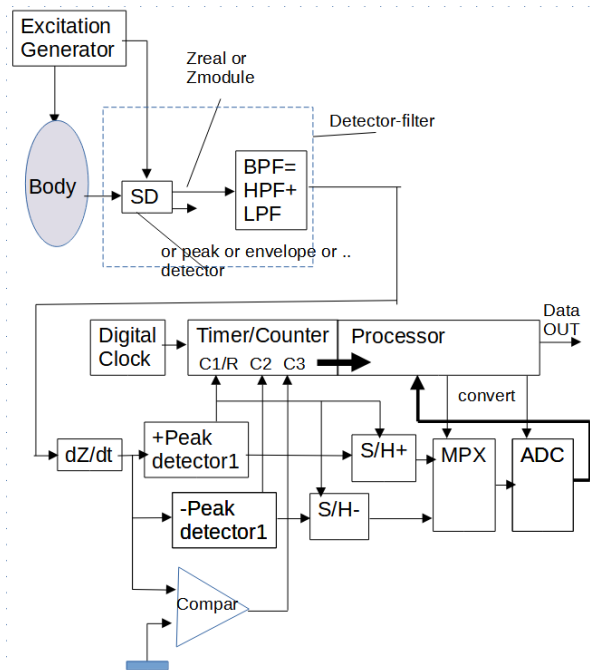 Excitation
Generator
Zreal or
Zmodule
Detector-filter
BPF=
HPF+
LPF
Body
SD
or peak or envelope or ..
detector
Data
OUT
Digital
Clock
Timer/Counter
C1/R C2 C3
Processor
convert
dZ/dt
+Peak
detector1
S/H+
MPX
ADC
-Peak
detector1
S/H-
Compar